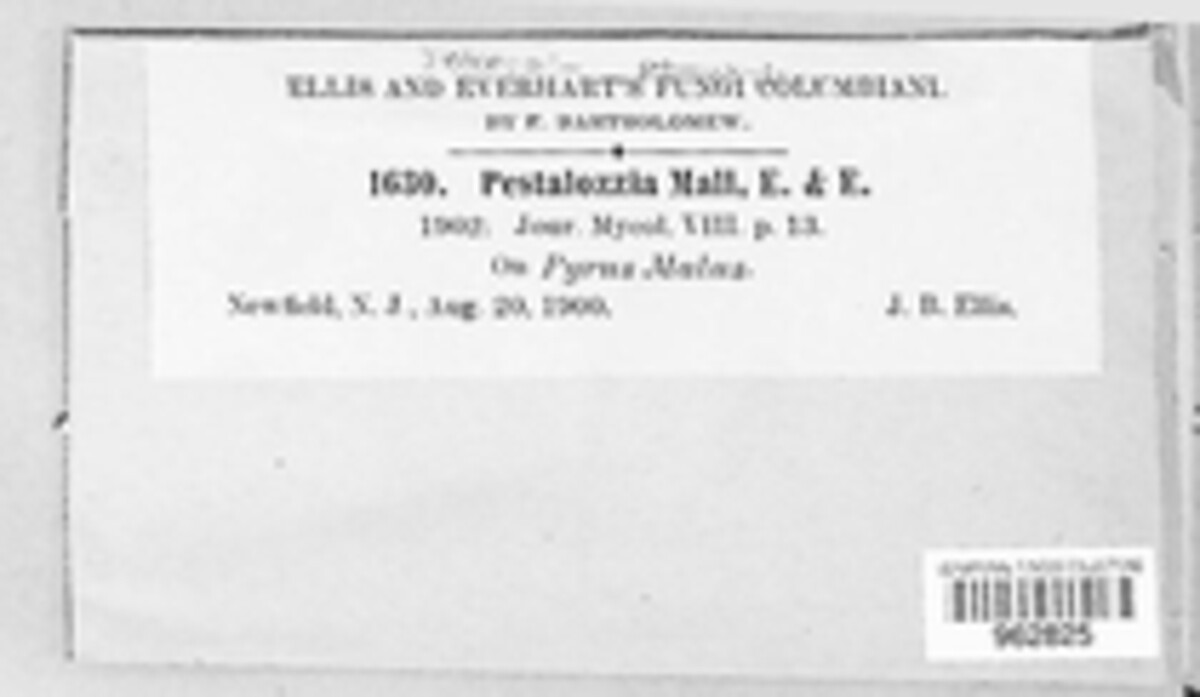 ELLIS AND EVERHART'S FUNGI COLUMBIANI.
BY E. BARTHOLOMEW.
1630. Pestalozzia Mali, E. & E.
1902. Jour. Mycol. VIII. p. 13.
On Pyrus Malus.
Newfield, N. J., Aug. 20, 1900. J. B. Ellis.
962825